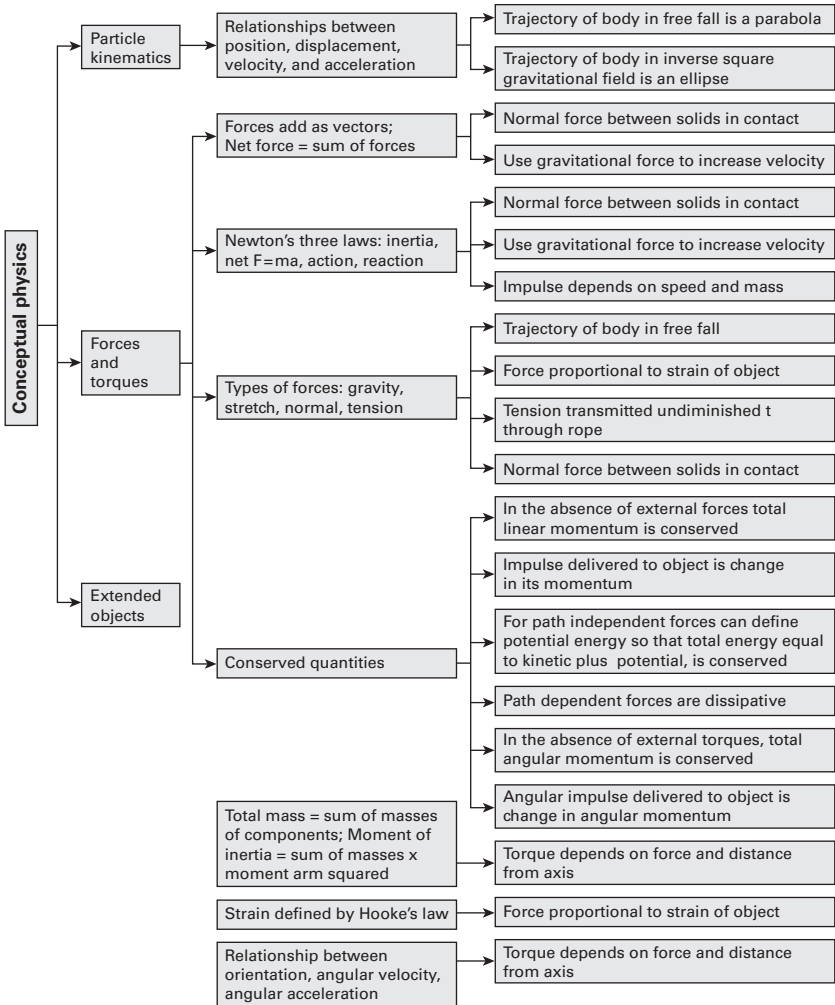 Conceptual physics
Particle
kinematics
Relationships between
position, displacement,
velocity, and acceleration
Trajectory of body in free fall is a parabola
Trajectory of body in inverse square
gravitational field is an ellipse
Forces
and
torques
Forces add as vectors;
Net force = sum of forces
Normal force between solids in contact
Use gravitational force to increase velocity
Newton's three laws: inertia,
net F=ma, action, reaction
Normal force between solids in contact
Use gravitational force to increase velocity
Impulse depends on speed and mass
Types of forces: gravity,
stretch, normal, tension
Trajectory of body in free fall
Force proportional to strain of object
Tension transmitted undiminished t
through rope
Normal force between solids in contact
Conserved quantities
In the absence of external forces total
linear momentum is conserved
Impulse delivered to object is change
in its momentum
For path independent forces can define
potential energy so that total energy equal
to kinetic plus potential, is conserved
Path dependent forces are dissipative
In the absence of external torques, total
angular momentum is conserved
Angular impulse delivered to object is
change in angular momentum
Extended
objects
Total mass = sum of masses
of components; Moment of
inertia = sum of masses x
moment arm squared
Torque depends on force and distance
from axis
Strain defined by Hooke's law
Force proportional to strain of object
Relationship between
orientation, angular velocity,
angular acceleration
Torque depends on force and distance
from axis